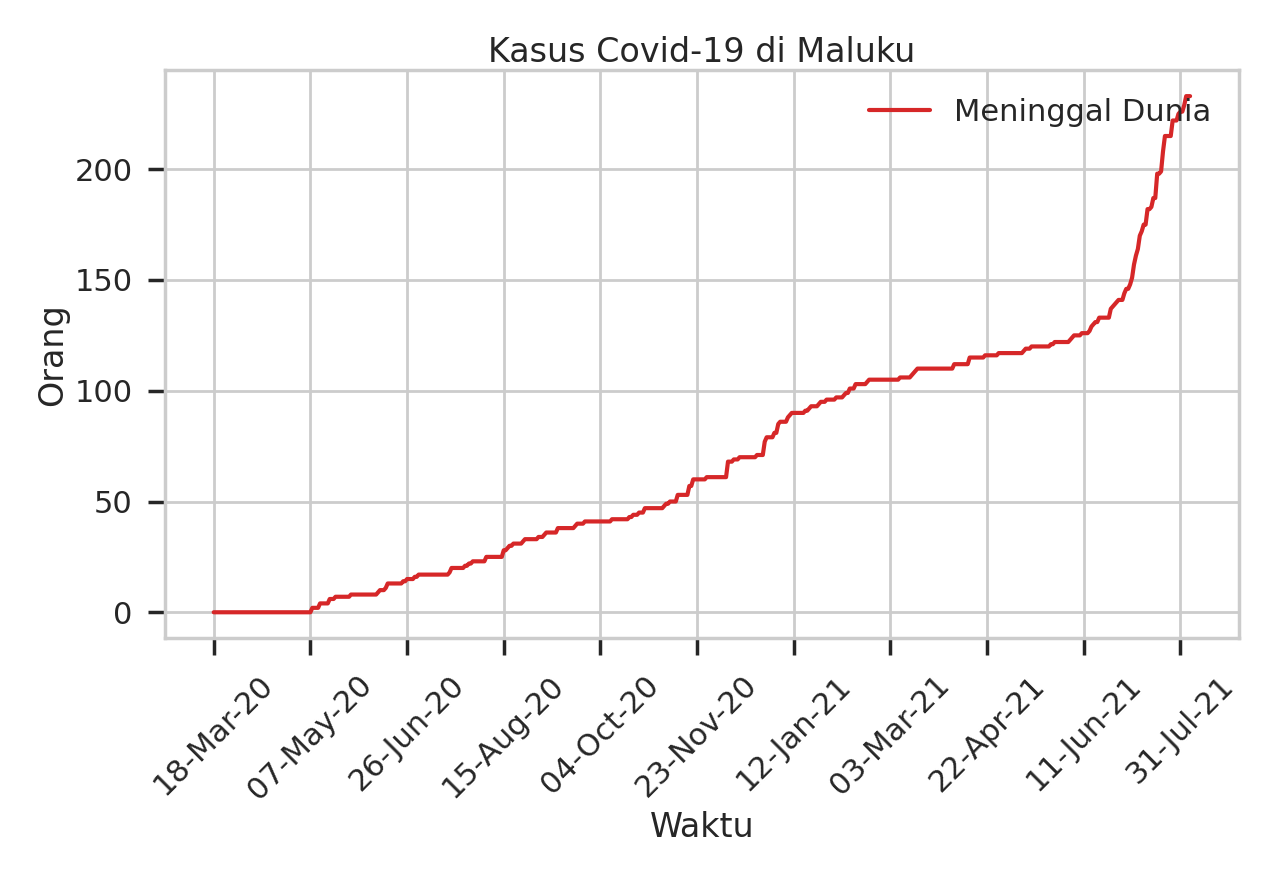 Kasus Covid-19 di Maluku
Meninggal Dunia
Orang
200
150
100
50
0
18-Mar-20
07-May-20
26-Jun-20
15-Aug-20
04-Oct-20
23-Nov-20
12-Jan-21
03-Mar-21
22-Apr-21
11-Jun-21
31-Jul-21
Waktu